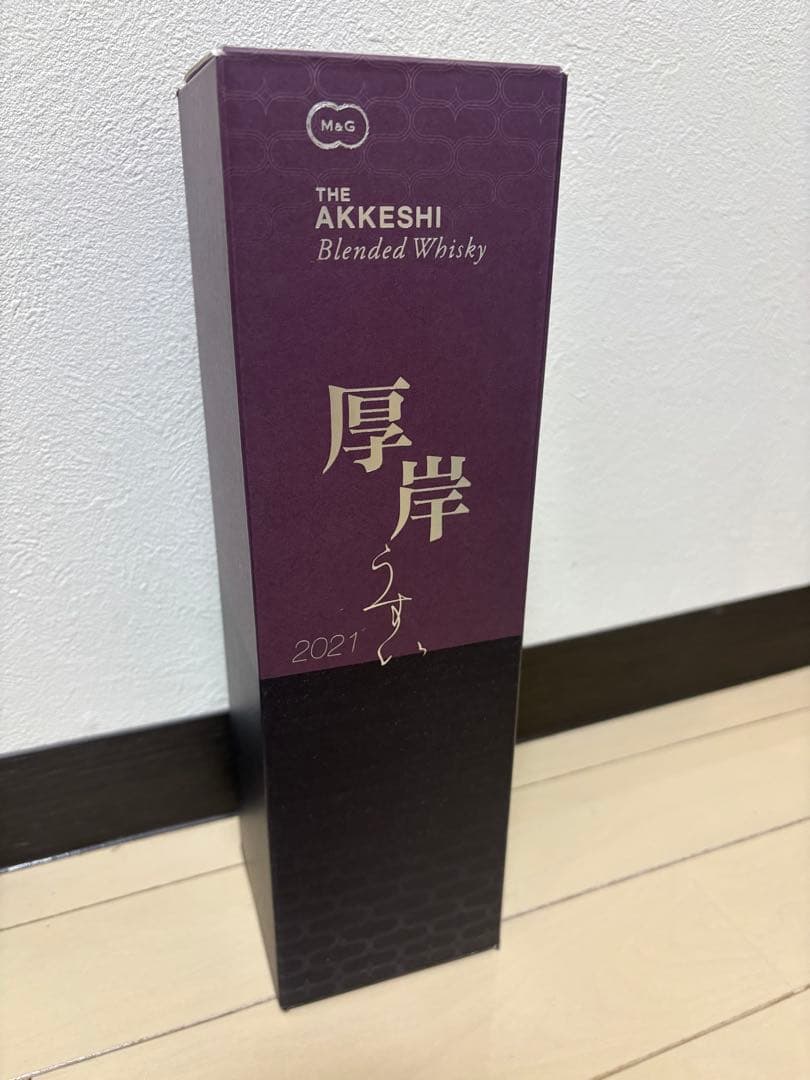 M&G
THE
AKKESHI
Blended Whisky
厚岸
うすい
2021